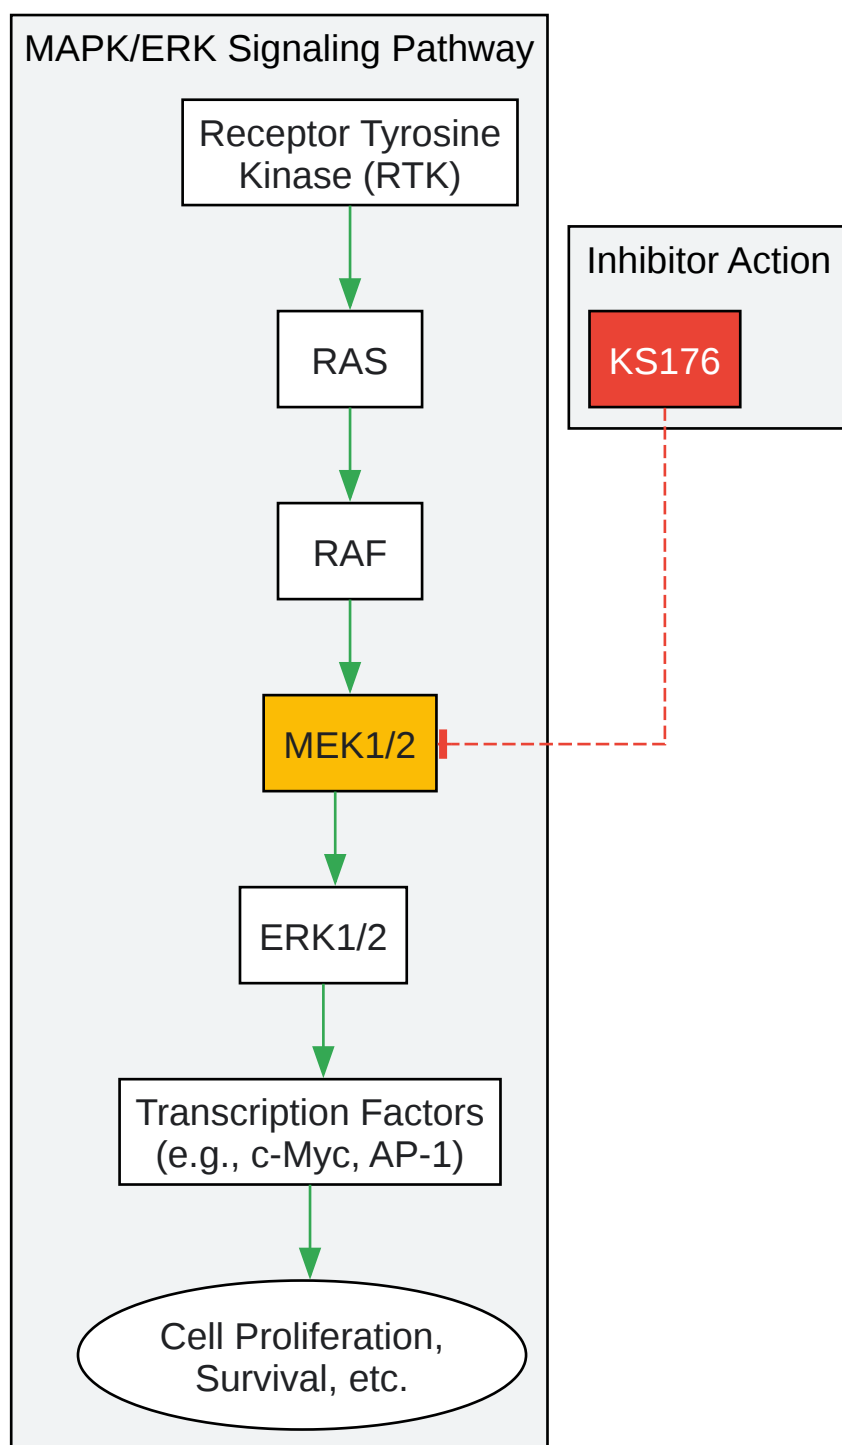 MAPK/ERK Signaling Pathway
Receptor Tyrosine
Kinase (RTK)
Inhibitor Action
RAS
KS176
RAF
MEK1/2
ERK1/2
Transcription Factors
(e.g., c-Myc, AP-1)
Cell Proliferation,
Survival, etc.